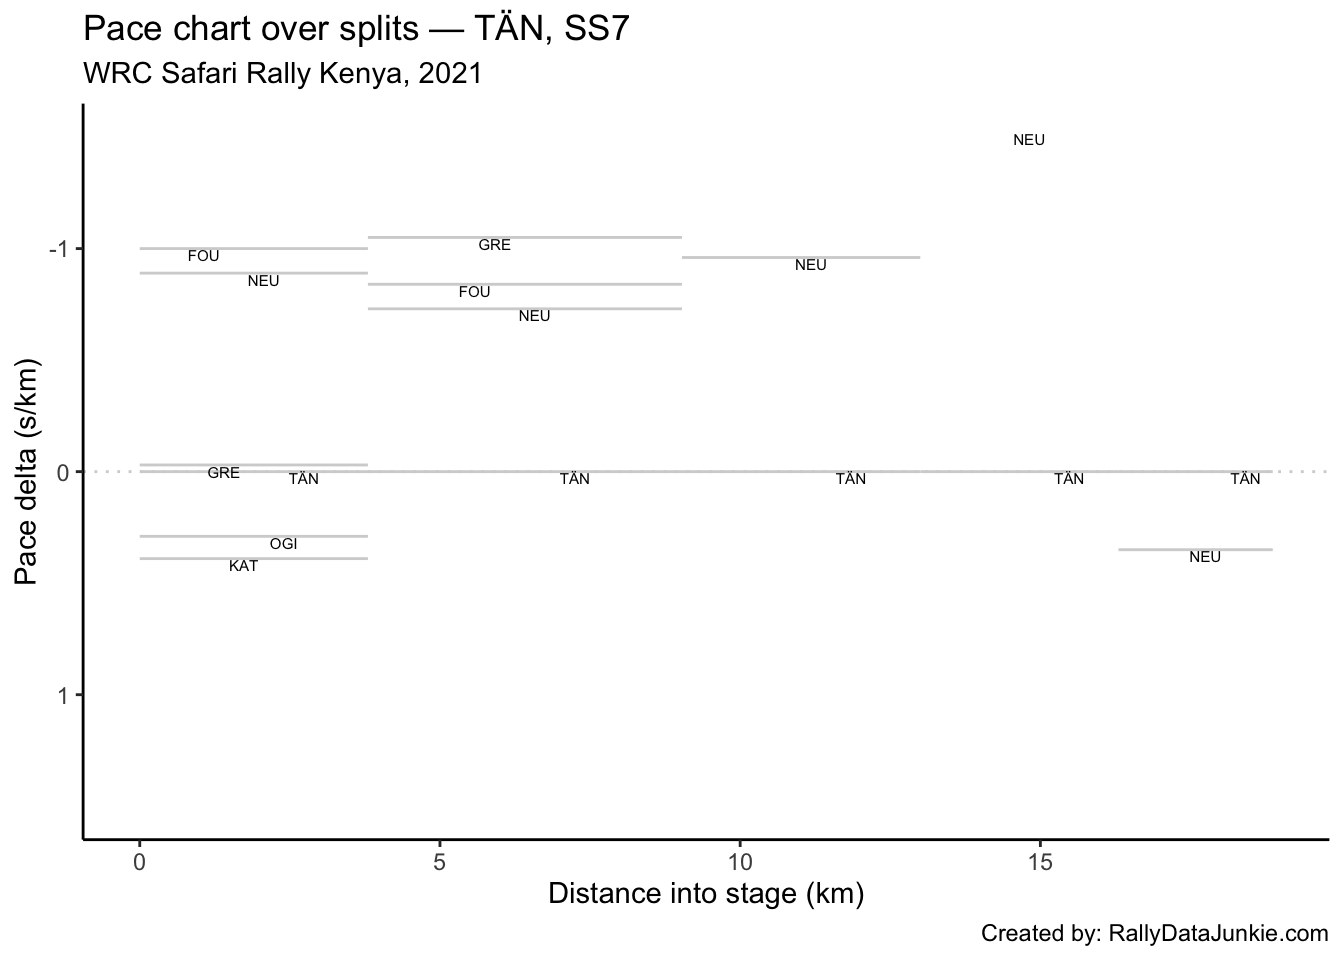 Pace chart over splits — TÄN, SS7
WRC Safari Rally Kenya, 2021
NEU
-1
FOU
GRE
NEU
NEU
FOU
NEU
0
GRE
TÄN
TÄN
TÄN
TÄN
TÄN
OGI
KAT
NEU
1
Pace delta (s/km)
0
5
10
15
Distance into stage (km)
Created by: RallyDataJunkie.com